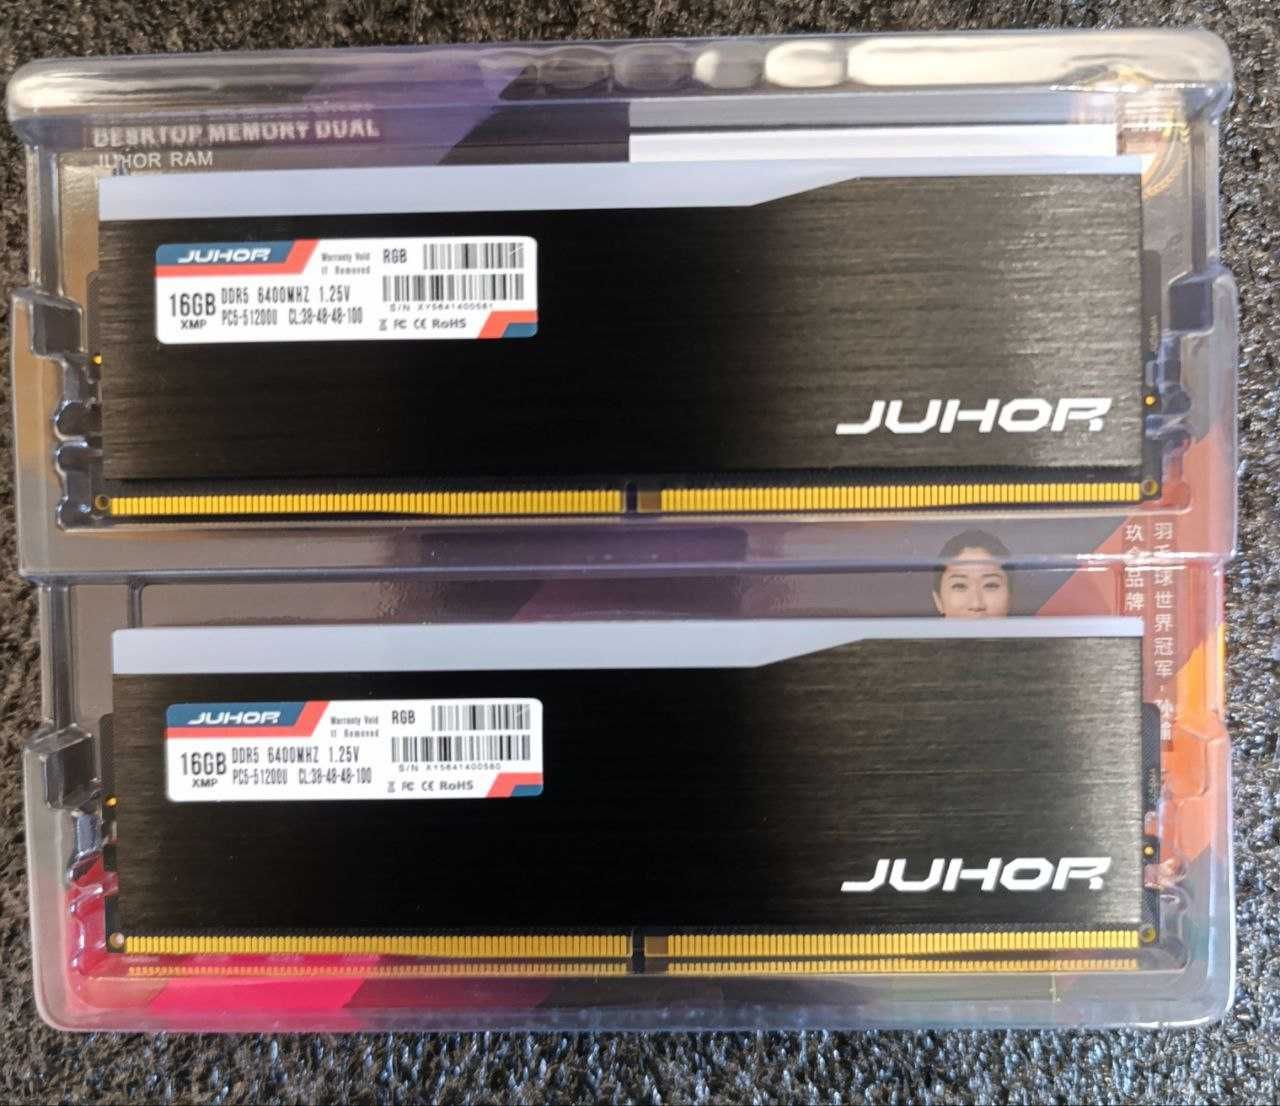 DESKTOP MEMORY DUAL
JUHOR RAM
JUHOR
Warranty Void
If Removed
RGB
16GB
XMP
DDR5 6400MHZ 1.25V
PC5-51200U CL:38-48-48-100
S/N XY5641400581
FC CE RoHS
JUHOR
羽毛球世界冠军
玖合品牌
JUHOR
Warranty Void
If Removed
RGB
16GB
XMP
DDR5 6400MHZ 1.25V
PC5-51200U CL:38-48-48-100
S/N XY5641400580
FC CE RoHS
JUHOR